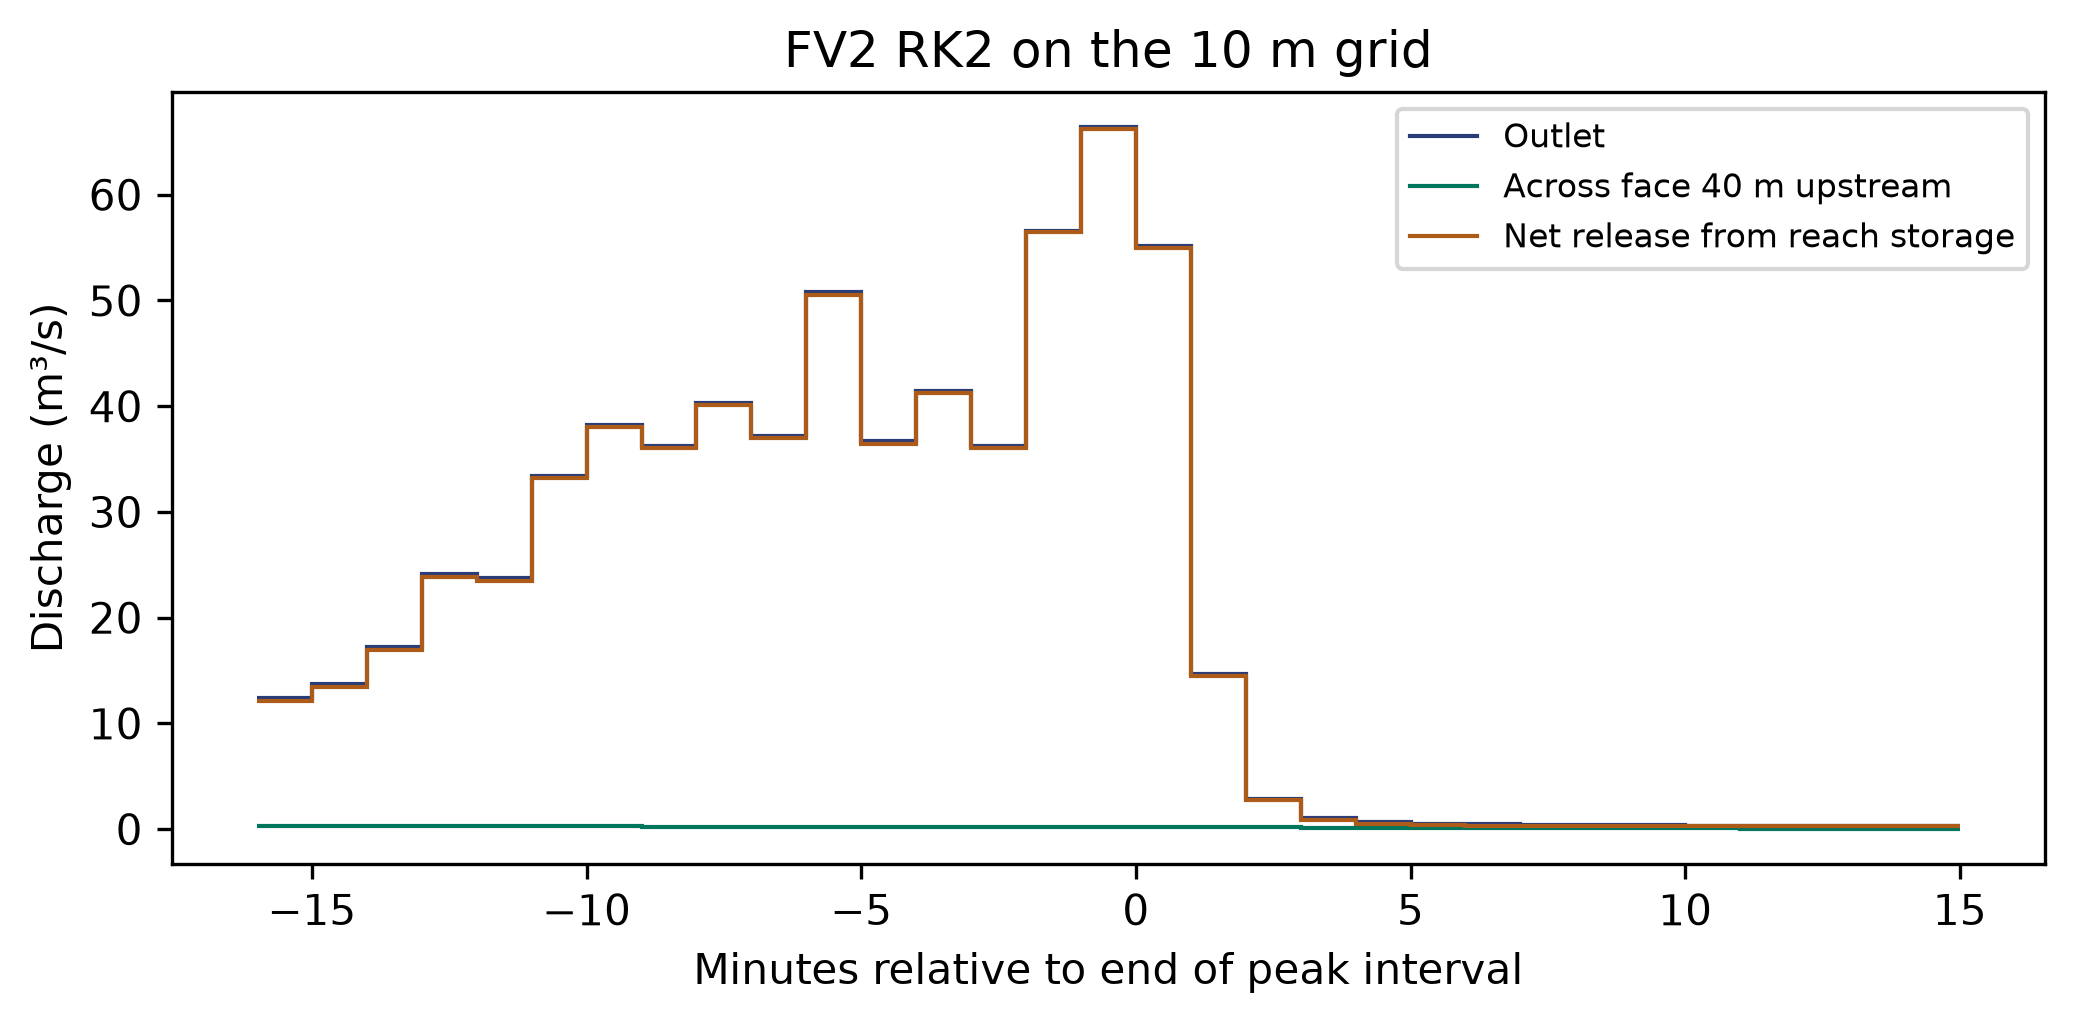 FV2 RK2 on the 10 m grid
Outlet
Across face 40 m upstream
Net release from reach storage
Discharge (m³/s)
60
50
40
30
20
10
0
−15
−10
−5
0
5
10
15
Minutes relative to end of peak interval